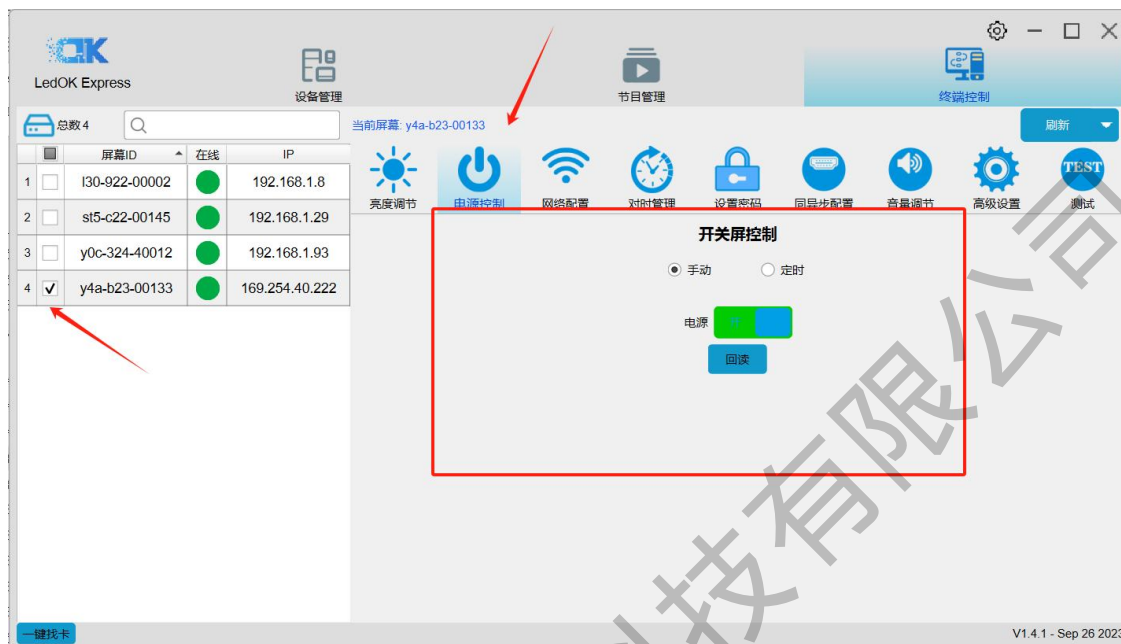 LedOK Express
设备管理
节目管理
终端控制
总数 4
当前屏幕: y4a-b23-00133
刷新
屏幕ID 在线 IP
1 l30-922-00002 192.168.1.8
2 st5-c22-00145 192.168.1.29
3 y0c-324-40012 192.168.1.93
4 y4a-b23-00133 169.254.40.222
TEST
亮度调节 电源控制 网络配置 对时管理 设置密码 同异步配置 音量调节 高级设置 测试
开关屏控制
手动 定时
电源 开
回读
一键找卡
V1.4.1 - Sep 26 2023
科技有限公司